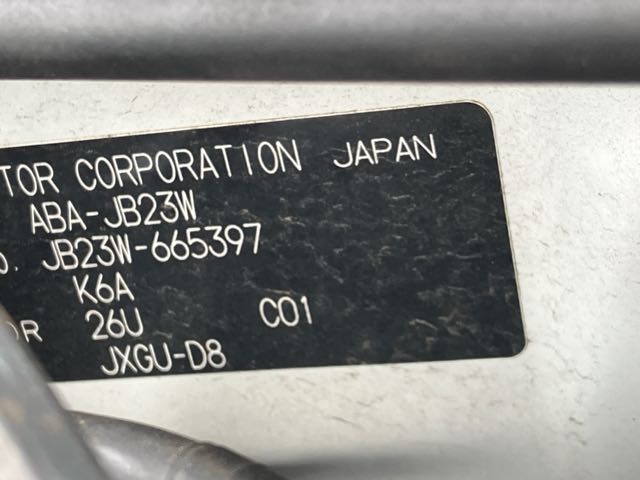 TOR CORPORATION JAPAN
ABA-JB23W
o. JB23W-665397
K6A
OR 26U C01
JXGU-D8